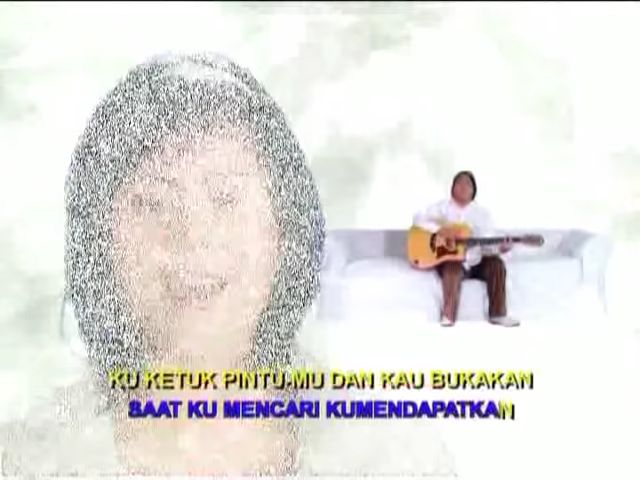 KU KETUK PINTU-MU DAN KAU BUKAKAN
SAAT KU MENCARI KUMENDAPATKAN